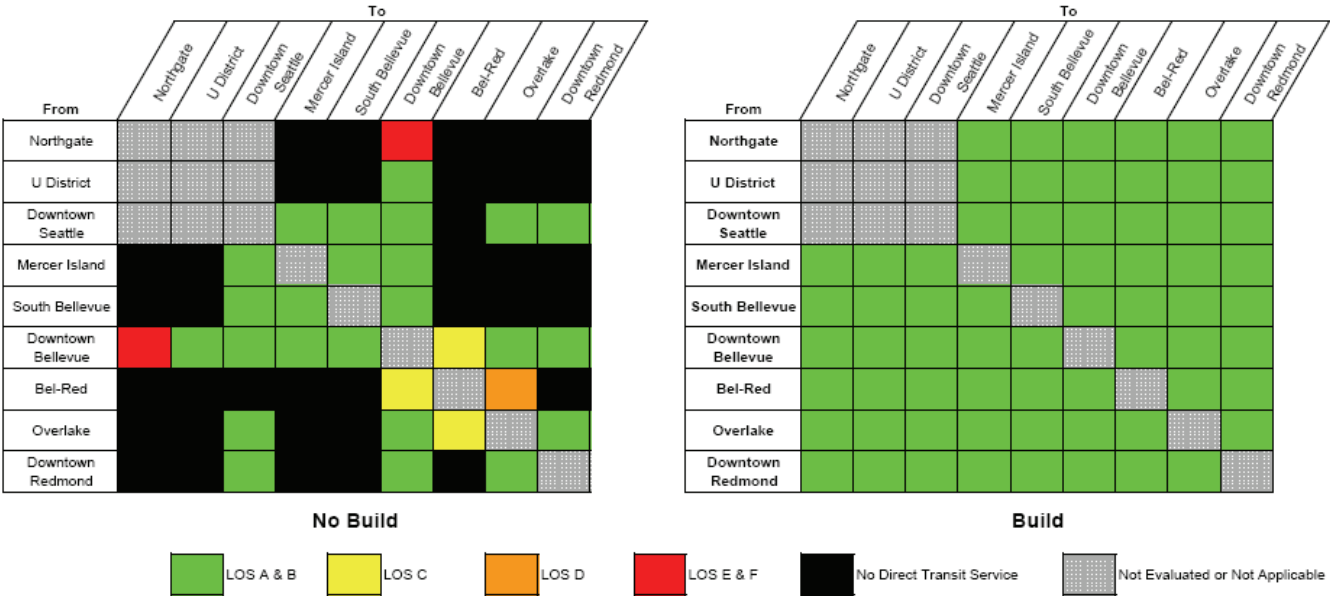 To
Northgate
U District
Downtown
Seattle
Mercer Island
South Bellevue
Downtown
Bellevue
Bel-Red
Overlake
Downtown
Redmond
From
Northgate
U District
Downtown
Seattle
Mercer Island
South Bellevue
Downtown
Bellevue
Bel-Red
Overlake
Downtown
Redmond
No Build
To
Northgate
U District
Downtown
Seattle
Mercer Island
South Bellevue
Downtown
Bellevue
Bel-Red
Overlake
Downtown
Redmond
From
Northgate
U District
Downtown
Seattle
Mercer Island
South Bellevue
Downtown
Bellevue
Bel-Red
Overlake
Downtown
Redmond
Build
LOS A & B
LOS C
LOS D
LOS E & F
No Direct Transit Service
Not Evaluated or Not Applicable